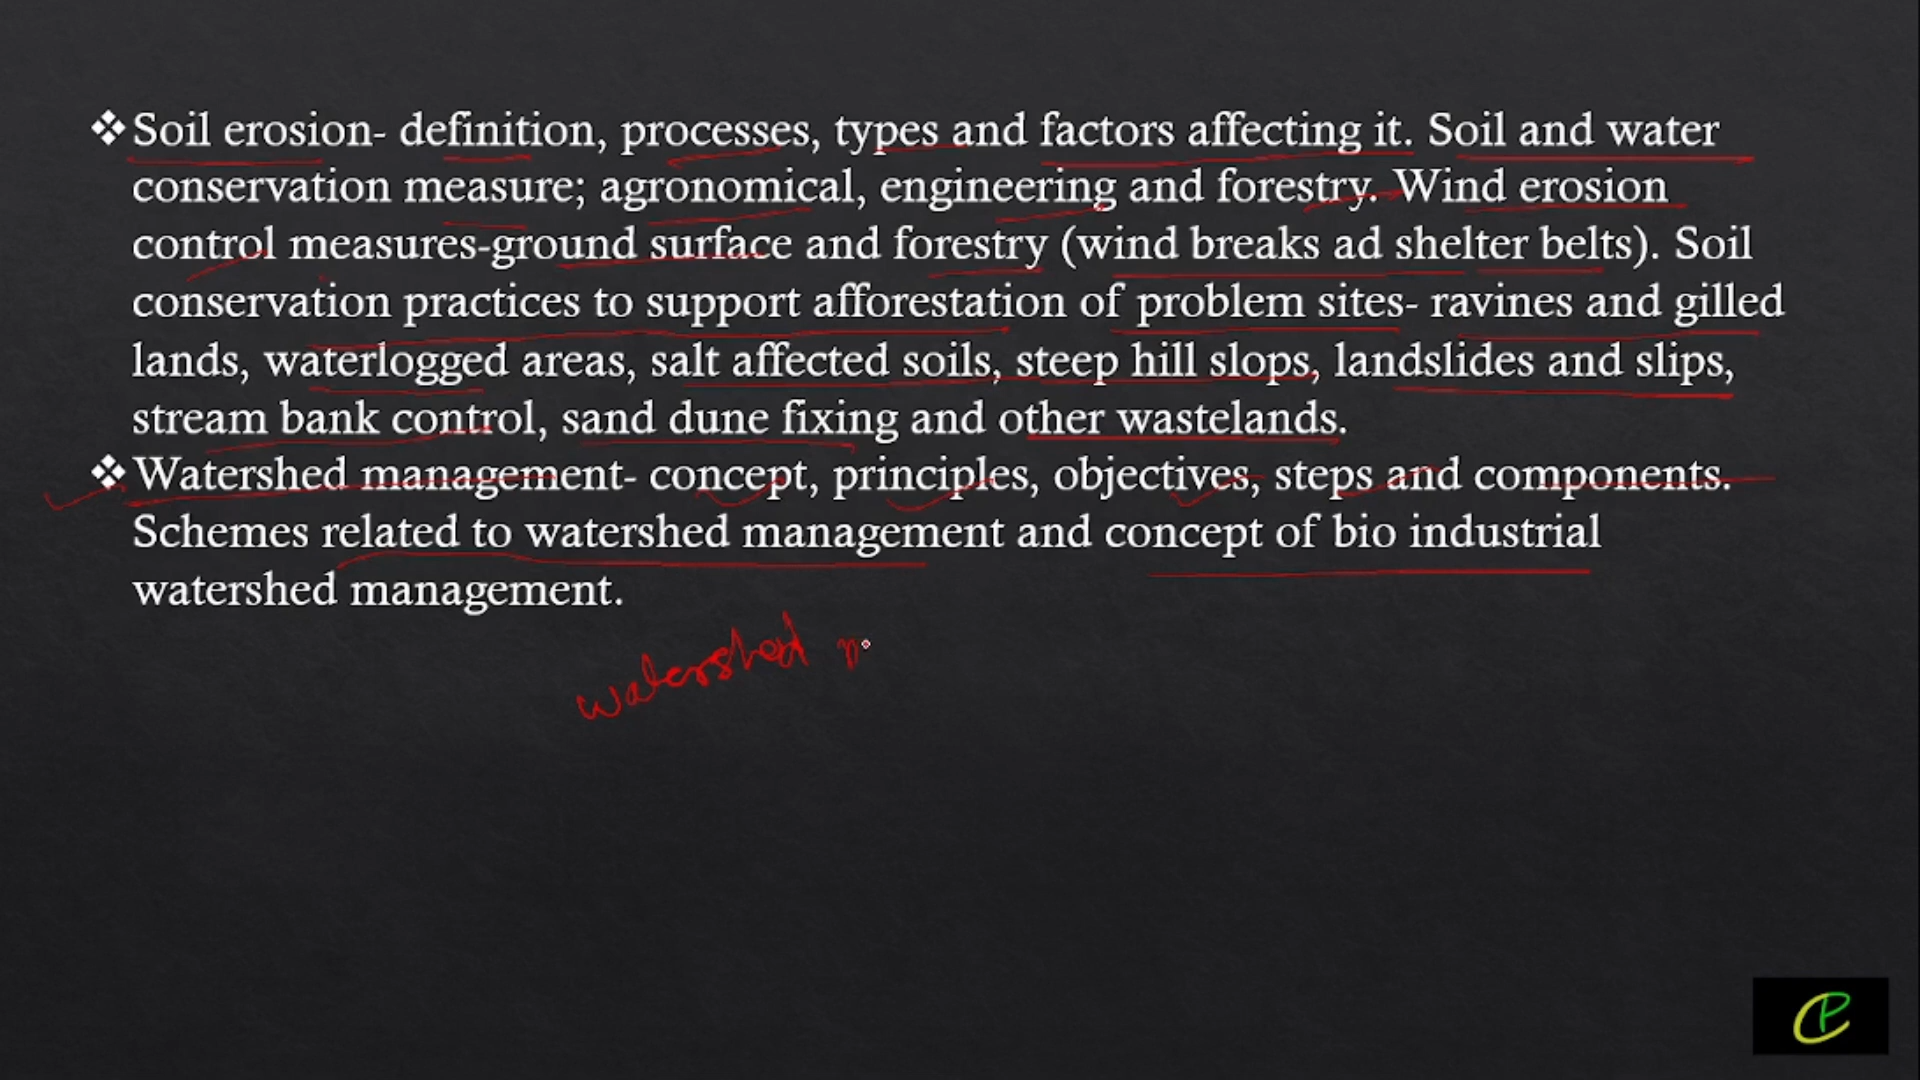 ❖Soil erosion- definition, processes, types and factors affecting it. Soil and water
conservation measure; agronomical, engineering and forestry. Wind erosion
control measures-ground surface and forestry (wind breaks ad shelter belts). Soil
conservation practices to support afforestation of problem sites- ravines and gilled
lands, waterlogged areas, salt affected soils, steep hill slops, landslides and slips,
stream bank control, sand dune fixing and other wastelands.
❖Watershed management- concept, principles, objectives, steps and components.
Schemes related to watershed management and concept of bio industrial
watershed management.
watershed
CP